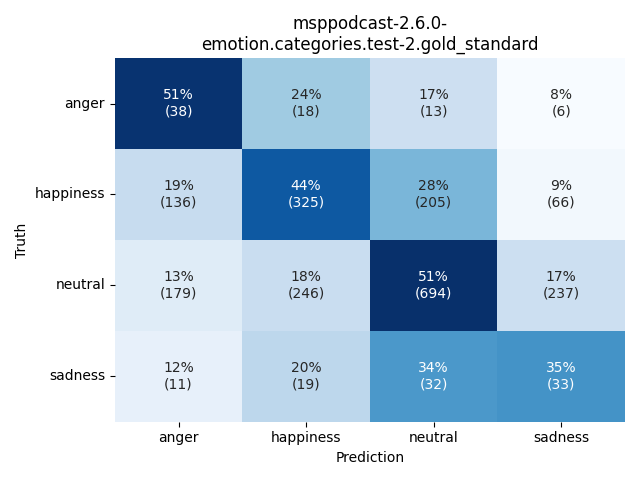 msppodcast-2.6.0-
emotion.categories.test-2.gold_standard
Truth
anger
51%
(38)
24%
(18)
17%
(13)
8%
(6)
happiness
19%
(136)
44%
(325)
28%
(205)
9%
(66)
neutral
13%
(179)
18%
(246)
51%
(694)
17%
(237)
sadness
12%
(11)
20%
(19)
34%
(32)
35%
(33)
anger
happiness
neutral
sadness
Prediction